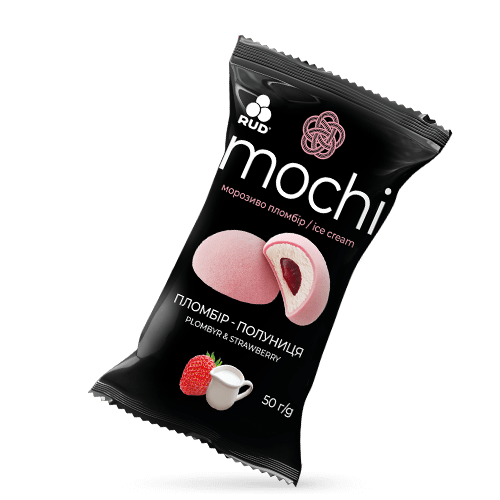 RUD®
mochi
морозиво пломбір / ice cream
ПЛОМБІР - ПОЛУНИЦЯ
PLOMBYR & STRAWBERRY
50 г/g